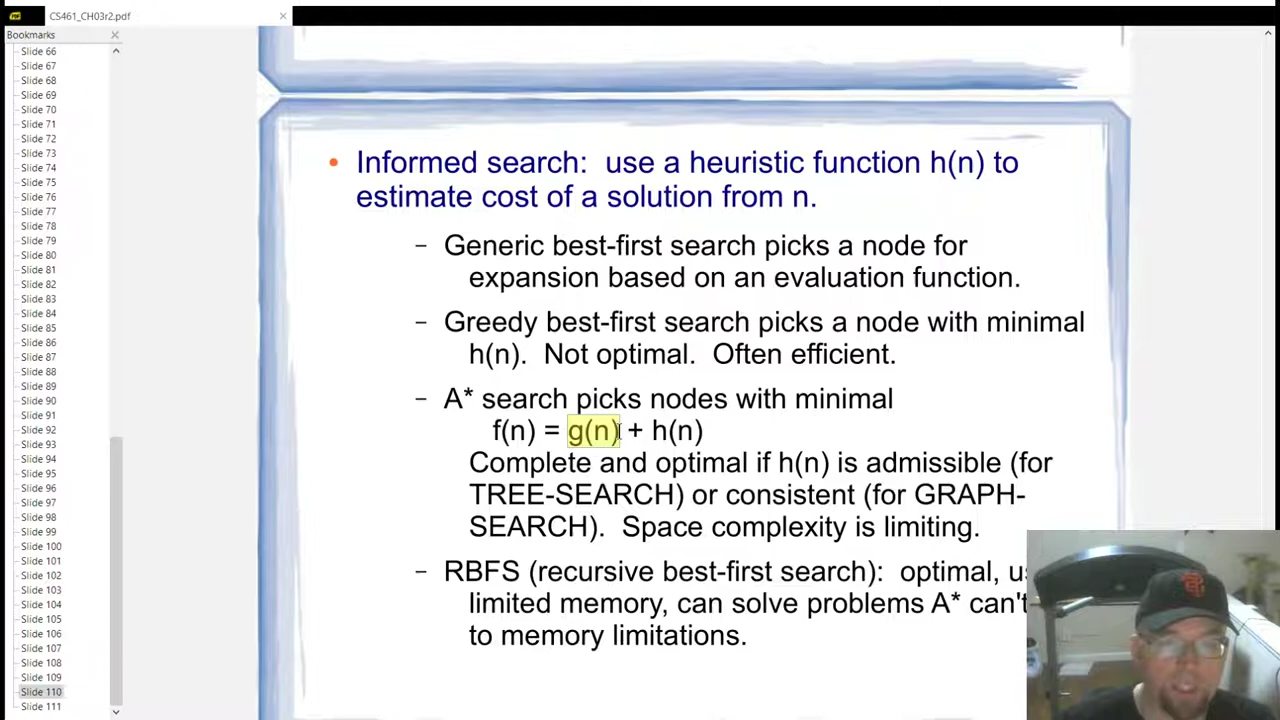 CS461_CH03r2.pdf
Bookmarks
Slide 66
Slide 67
Slide 68
Slide 69
Slide 70
Slide 71
Slide 72
Slide 73
Slide 74
Slide 75
Slide 76
Slide 77
Slide 78
Slide 79
Slide 80
Slide 81
Slide 82
Slide 83
Slide 84
Slide 85
Slide 86
Slide 87
Slide 88
Slide 89
Slide 90
Slide 91
Slide 92
Slide 93
Slide 94
Slide 95
Slide 96
Slide 97
Slide 98
Slide 99
Slide 100
Slide 101
Slide 102
Slide 103
Slide 104
Slide 105
Slide 106
Slide 107
Slide 108
Slide 109
Slide 110
Slide 111
• Informed search: use a heuristic function h(n) to
estimate cost of a solution from n.
– Generic best-first search picks a node for
expansion based on an evaluation function.
– Greedy best-first search picks a node with minimal
h(n). Not optimal. Often efficient.
– A* search picks nodes with minimal
f(n) = g(n) + h(n)
Complete and optimal if h(n) is admissible (for
TREE-SEARCH) or consistent (for GRAPH-
SEARCH). Space complexity is limiting.
– RBFS (recursive best-first search): optimal,
limited memory, can solve problems A* can't
to memory limitations.